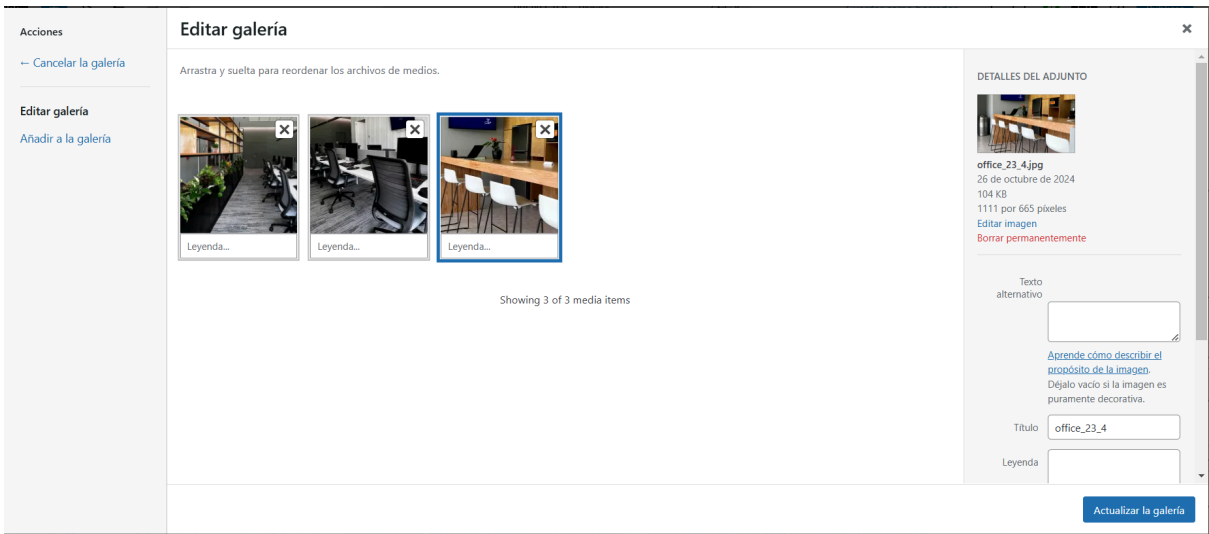 Acciones
← Cancelar la galería
Editar galería
Añadir a la galería
Editar galería
Arrastra y suelta para reordenar los archivos de medios.
Leyenda...
Leyenda...
Leyenda...
Showing 3 of 3 media items
DETALLES DEL ADJUNTO
office_23_4.jpg
26 de octubre de 2024
104 KB
1111 por 665 píxeles
Editar imagen
Borrar permanentemente
Texto
alternativo
Aprende cómo describir el
propósito de la imagen.
Déjalo vacío si la imagen es
puramente decorativa.
Título
office_23_4
Leyenda
Actualizar la galería